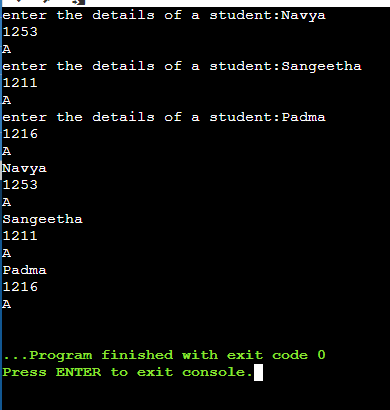 enter the details of a student:Navya
1253
A
enter the details of a student:Sangeetha
1211
A
enter the details of a student:Padma
1216
A
Navya
1253
A
Sangeetha
1211
A
Padma
1216
A
...Program finished with exit code 0
Press ENTER to exit console.